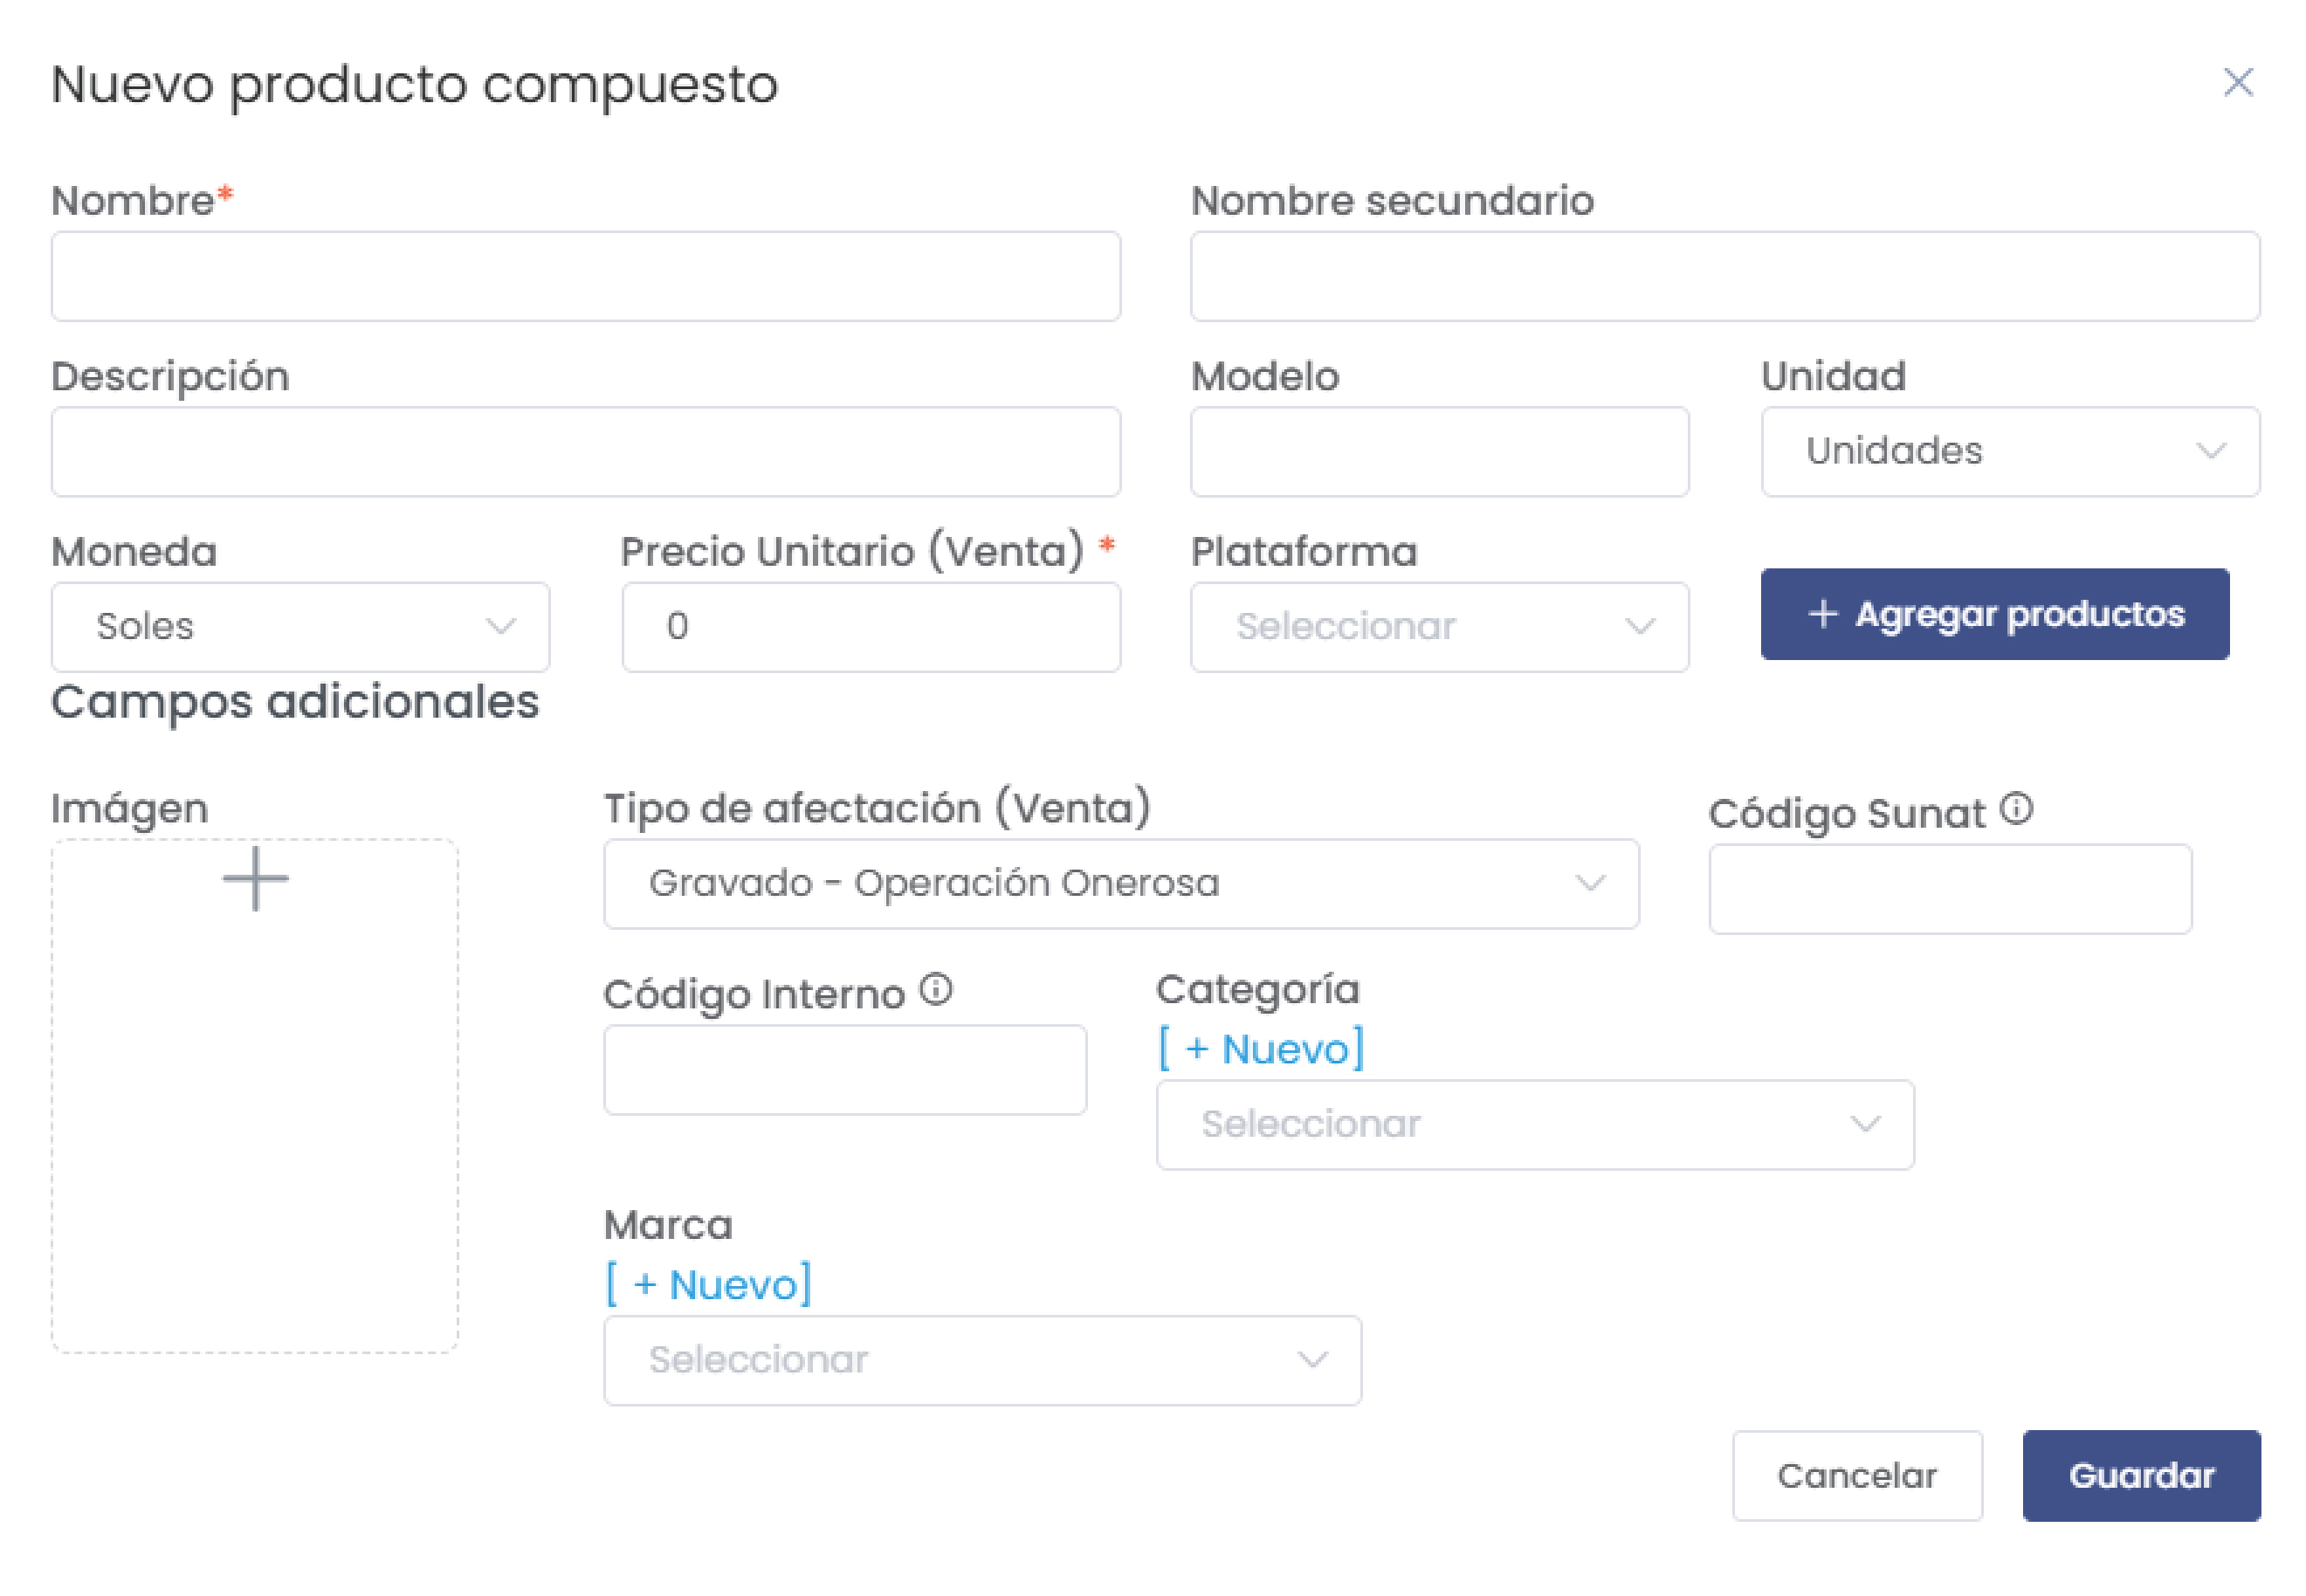 Nuevo producto compuesto
Nombre*
Nombre secundario
Descripción
Modelo
Unidad
Unidades
Moneda
Precio Unitario (Venta) *
Plataforma
Soles
0
Seleccionar
+ Agregar productos
Campos adicionales
Imágen
Tipo de afectación (Venta)
Código Sunat
Gravado - Operación Onerosa
Código Interno
Categoría
[ + Nuevo]
Seleccionar
Marca
[ + Nuevo]
Seleccionar
Cancelar
Guardar